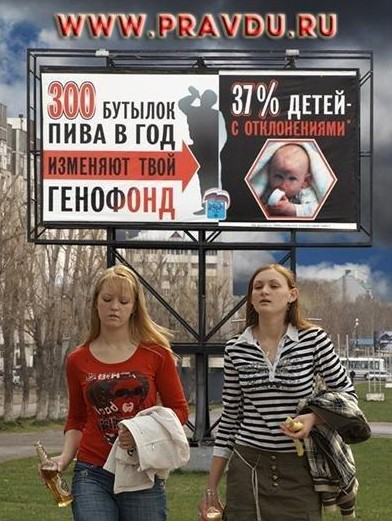 WWW.PRAVDU.RU
300 БУТЫЛОК
ПИВА В ГОД
ИЗМЕНЯЮТ ТВОЙ
ГЕНОФОНД
37% ДЕТЕЙ-
С ОТКЛОНЕНИЯМИ*